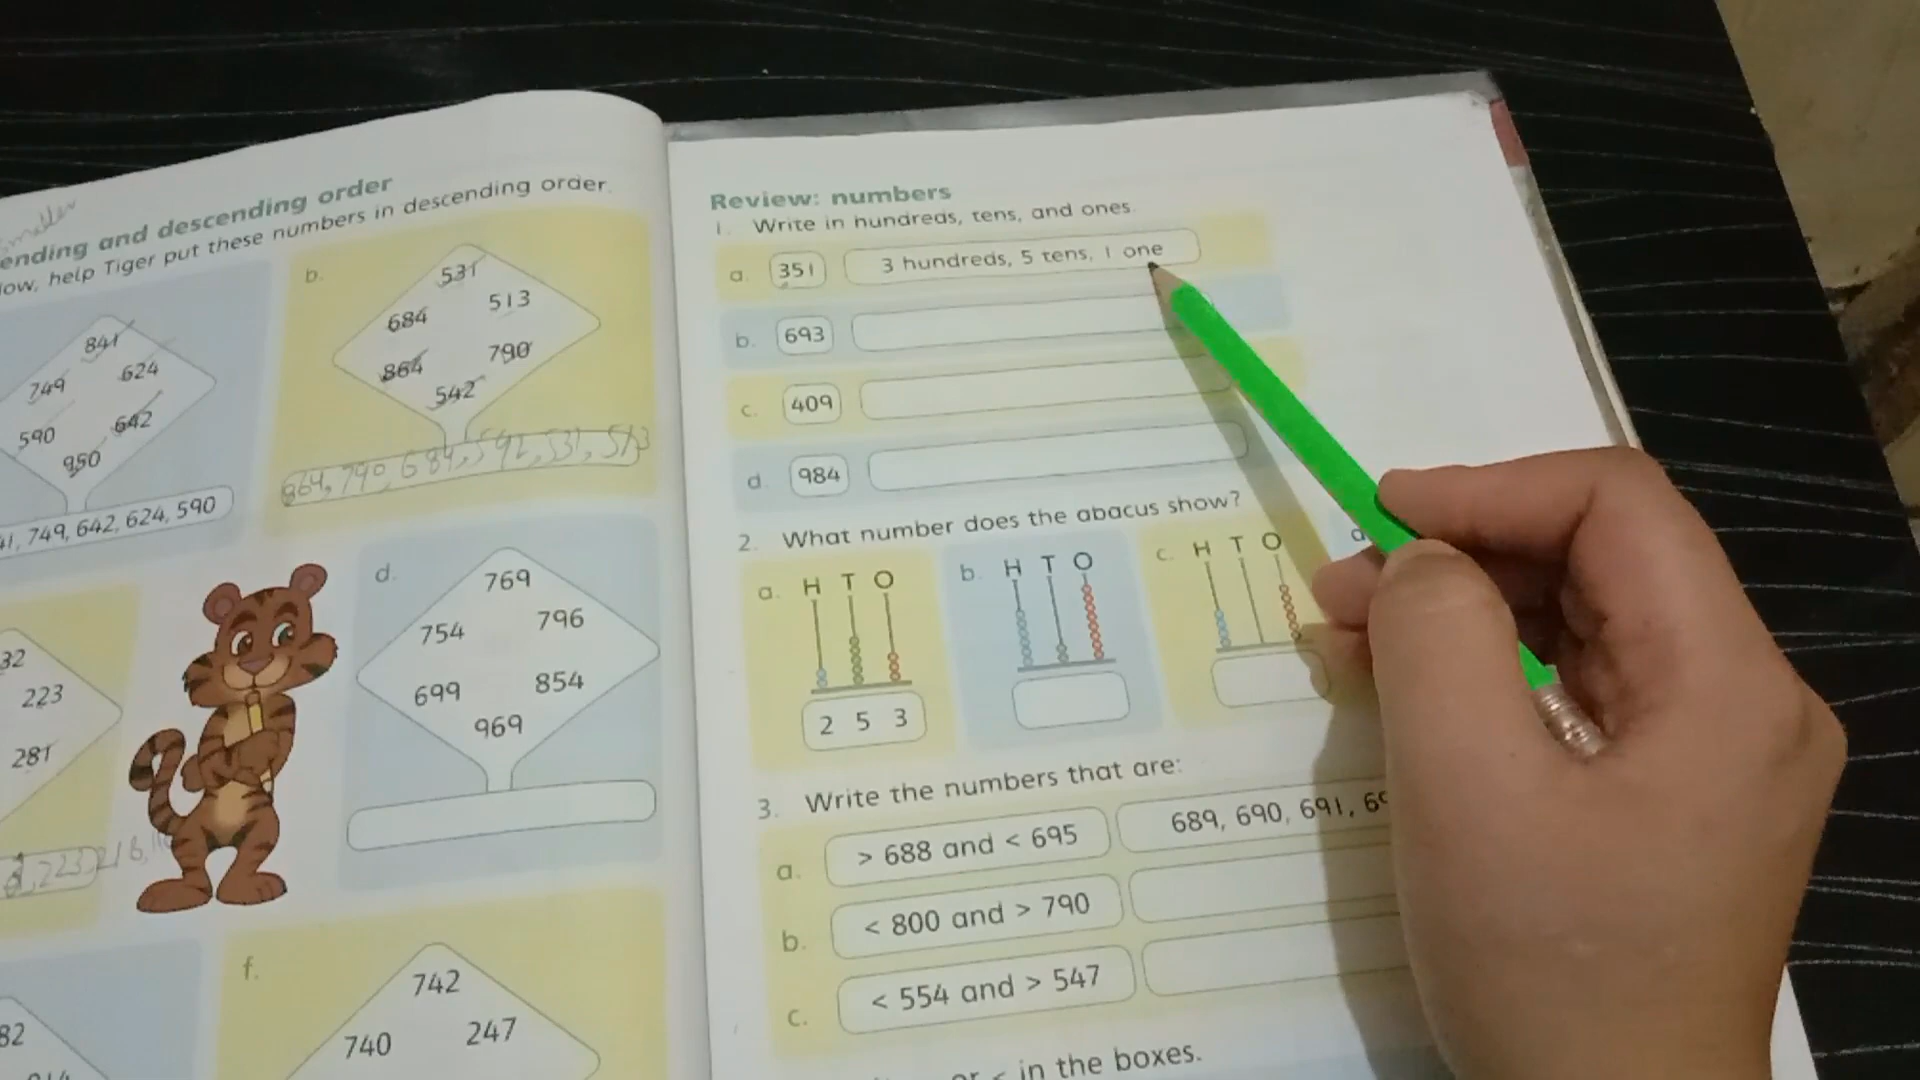 smaller
ending and descending order
ow, help Tiger put these numbers in descending order.
841
749
624
590
642
950
41, 749, 642, 624, 590
b.
531
684
513
864
790
542
864, 790, 684, 542, 531, 513
32
223
281
223, 218,
d.
769
754
796
699
854
969
82
f.
742
740
247
Review: numbers
1. Write in hundreds, tens, and ones.
a. 351 3 hundreds, 5 tens, 1 one
b. 693
c. 409
d. 984
2. What number does the abacus show?
a. H T O
2 5 3
b. H T O
c. H T O
d
3. Write the numbers that are:
a. > 688 and < 695 689, 690, 691, 69
b. < 800 and > 790
c. < 554 and > 547
or < in the boxes.